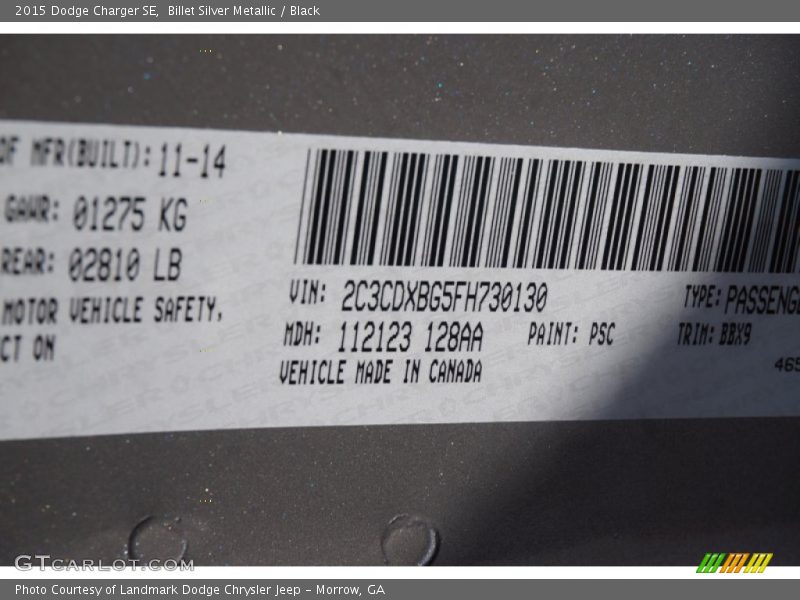 2015 Dodge Charger SE,  Billet Silver Metallic / Black
OF MFR(BUILT): 11-14
GAWR: 01275 KG
REAR: 02810 LB
MOTOR VEHICLE SAFETY,
CT ON
VIN: 2C3CDXBG5FH730130
TYPE: PASSENGE
MDH: 112123 128AA
PAINT: PSC
TRIM: BBX9
VEHICLE MADE IN CANADA
465
GTCARLOT.COM
Photo Courtesy of Landmark Dodge Chrysler Jeep – Morrow, GA